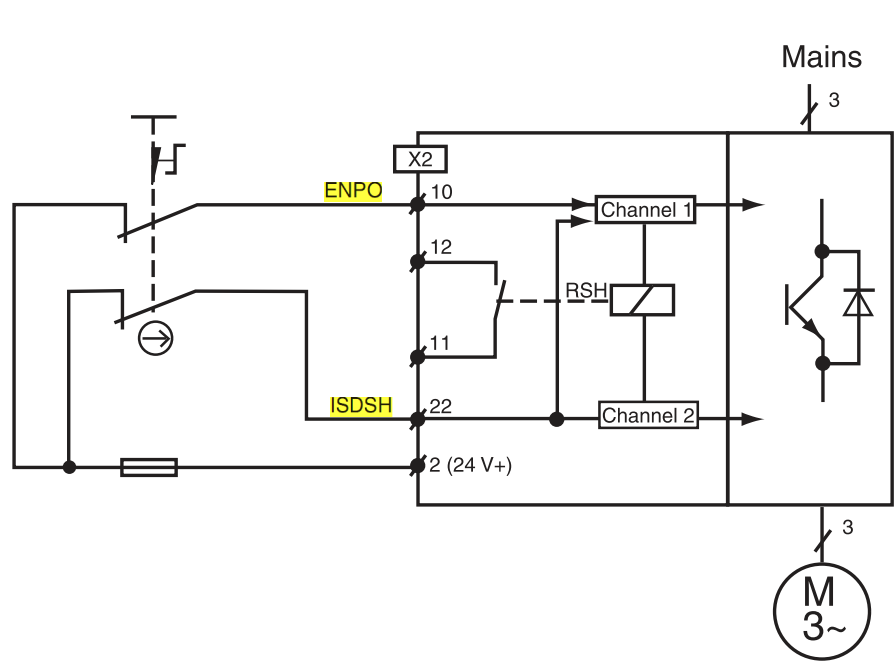 Mains
3
X2
ENPO
10
Channel 1
12
RSH
11
ISDSH
22
Channel 2
2 (24 V+)
3
M
3~